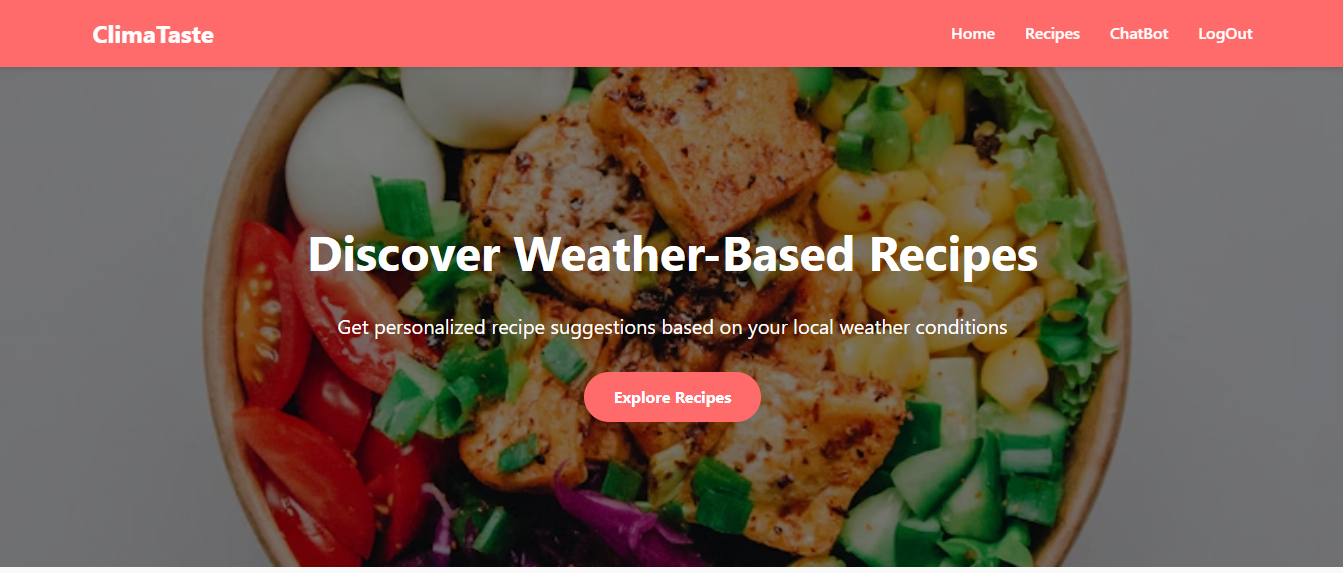 ClimaTaste
Home Recipes ChatBot LogOut
Discover Weather-Based Recipes
Get personalized recipe suggestions based on your local weather conditions
Explore Recipes